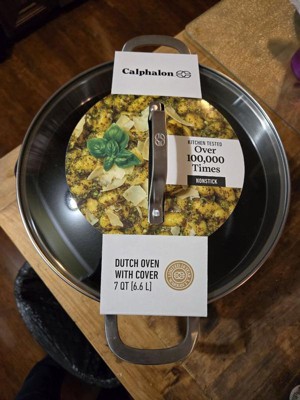 Calphalon
KITCHEN TESTED
Over
100,000
Times
NONSTICK
DUTCH OVEN
WITH COVER
7 QT [6.6 L]